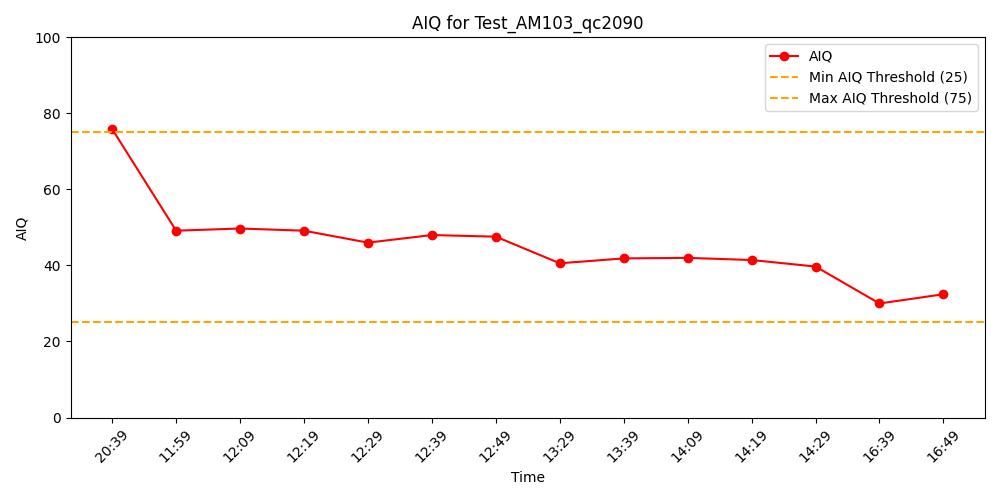 AIQ for Test_AM103_qc2090
AIQ
Min AIQ Threshold (25)
Max AIQ Threshold (75)
100
80
60
40
20
0
AIQ
20:39 11:59 12:09 12:19 12:29 12:39 12:49 13:29 13:39 14:09 14:19 14:29 16:39 16:49
Time